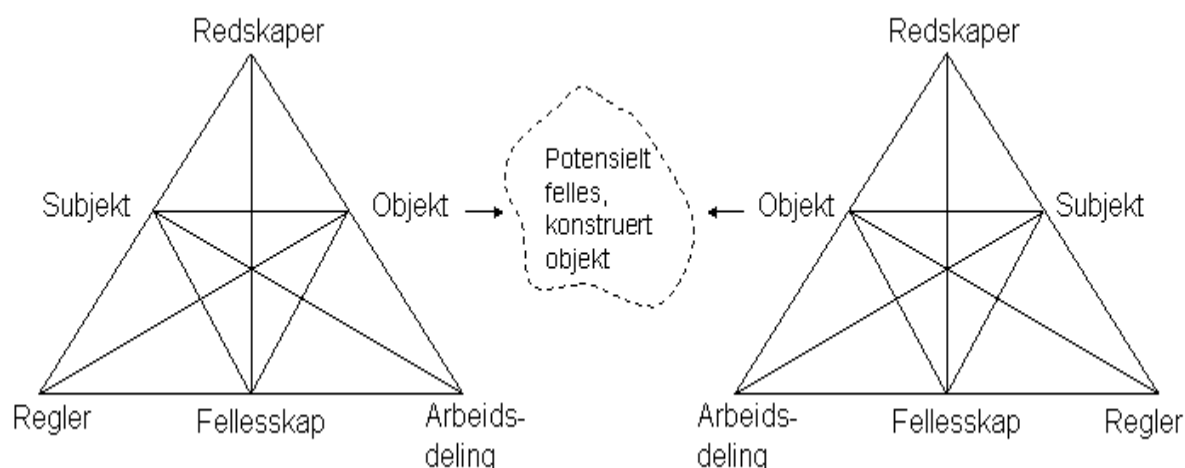 Redskaper
Redskaper
Subjekt
Objekt
Potensielt
felles,
konstruert
objekt
Objekt
Subjekt
Regler
Fellesskap
Arbeids-
deling
Arbeids-
deling
Fellesskap
Regler